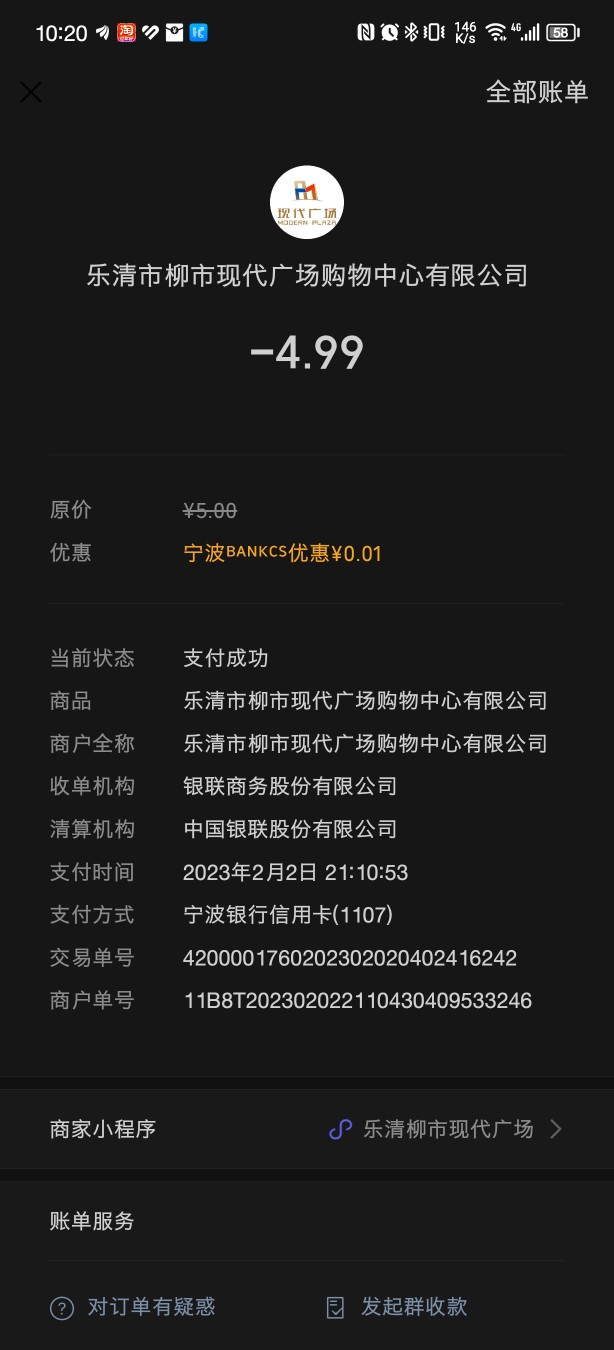 10:20
146 K/s
4G
58
全部账单
现代广场
MODERN PLAZA
乐清市柳市现代广场购物中心有限公司
-4.99
原价 ¥5.00
优惠 宁波BANKCS优惠¥0.01
当前状态 支付成功
商品 乐清市柳市现代广场购物中心有限公司
商户全称 乐清市柳市现代广场购物中心有限公司
收单机构 银联商务股份有限公司
清算机构 中国银联股份有限公司
支付时间 2023年2月2日 21:10:53
支付方式 宁波银行信用卡(1107)
交易单号 4200001760202302020402416242
商户单号 11B8T202302022110430409533246
商家小程序 乐清柳市现代广场
账单服务
对订单有疑惑 发起群收款